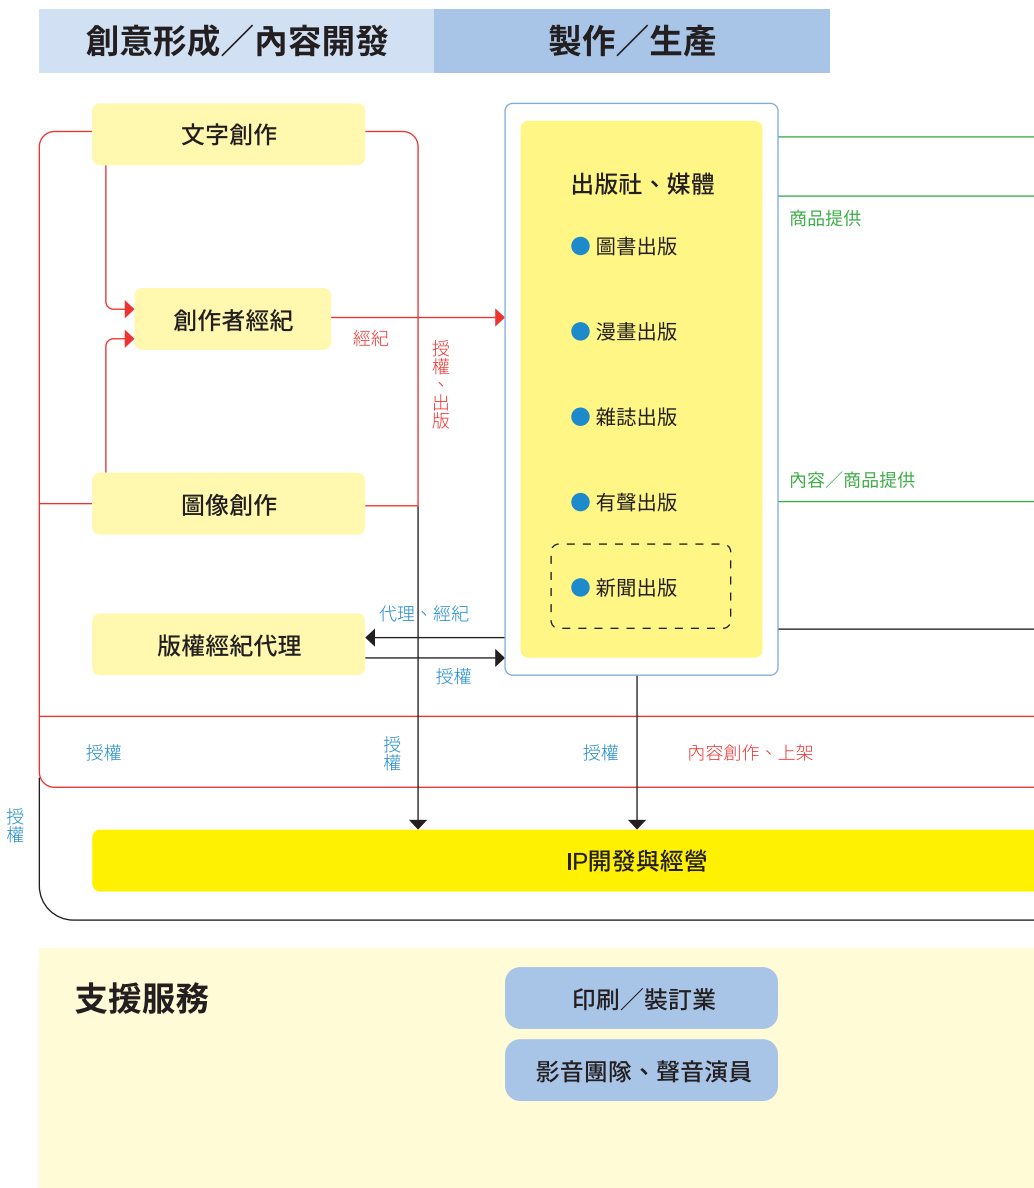 創意形成／內容開發
製作／生產
文字創作
出版社、媒體
商品提供
圖書出版
創作者經紀
經紀
授權、出版
漫畫出版
雜誌出版
內容／商品提供
圖像創作
有聲出版
新聞出版
代理、經紀
版權經紀代理
授權
授權
授權
授權
內容創作、上架
授權
IP開發與經營
支援服務
印刷／裝訂業
影音團隊、聲音演員